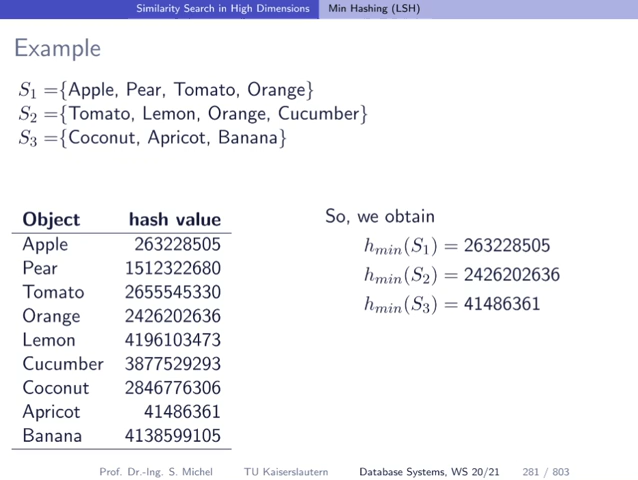 Similarity Search in High Dimensions Min Hashing (LSH)
Example
S1 ={Apple, Pear, Tomato, Orange}
S2 ={Tomato, Lemon, Orange, Cucumber}
S3 ={Coconut, Apricot, Banana}
Object hash value
Apple 263228505
Pear 1512322680
Tomato 2655545330
Orange 2426202636
Lemon 4196103473
Cucumber 3877529293
Coconut 2846776306
Apricot 41486361
Banana 4138599105
So, we obtain
hmin(S1) = 263228505
hmin(S2) = 2426202636
hmin(S3) = 41486361
Prof. Dr.-Ing. S. Michel TU Kaiserslautern Database Systems, WS 20/21 281 / 803